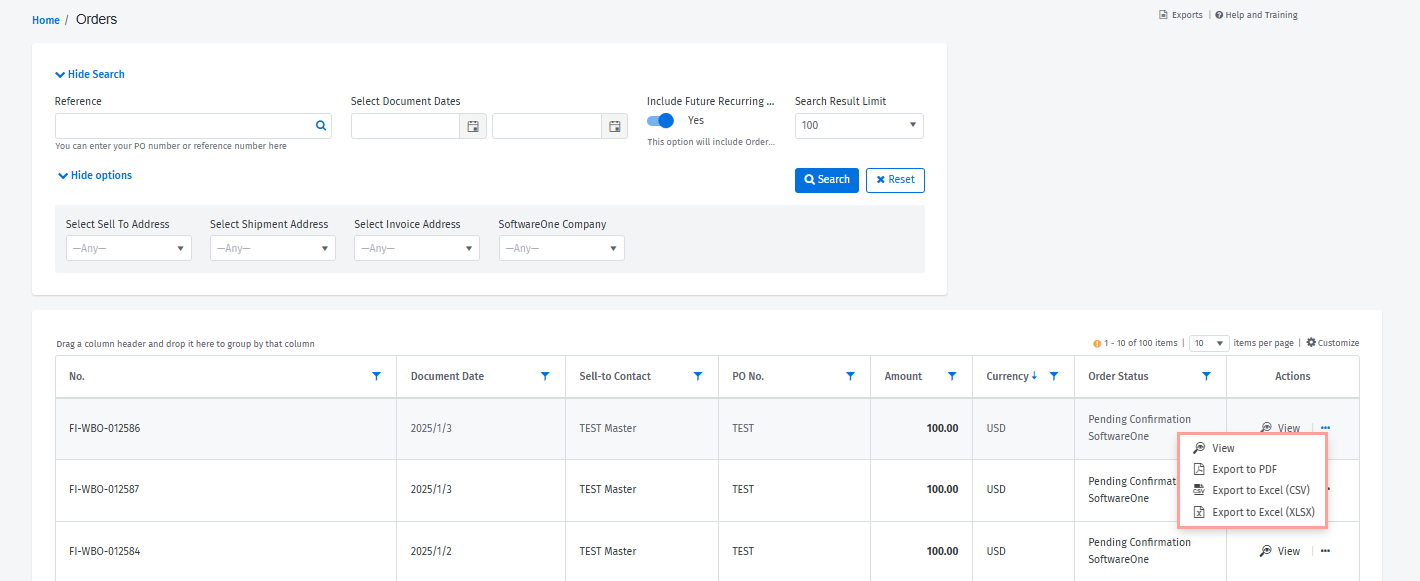 Home / Orders
Exports | Help and Training
Hide Search
Reference
Select Document Dates
Include Future Recurring ...
Search Result Limit
Yes
100
You can enter your PO number or reference number here
This option will include Order...
Hide options
Search
Reset
Select Sell To Address
Select Shipment Address
Select Invoice Address
SoftwareOne Company
—Any—
—Any—
—Any—
—Any—
Drag a column header and drop it here to group by that column
1 - 10 of 100 items | 10 items per page | Customize
No. Document Date Sell-to Contact PO No. Amount Currency Order Status Actions
FI-WBO-012586 2025/1/3 TEST Master TEST 100.00 USD Pending Confirmation SoftwareOne View
View
Export to PDF
Export to Excel (CSV)
Export to Excel (XLSX)
FI-WBO-012587 2025/1/3 TEST Master TEST 100.00 USD Pending SoftwareOne
FI-WBO-012584 2025/1/2 TEST Master TEST 100.00 USD Pending Confirmation SoftwareOne View